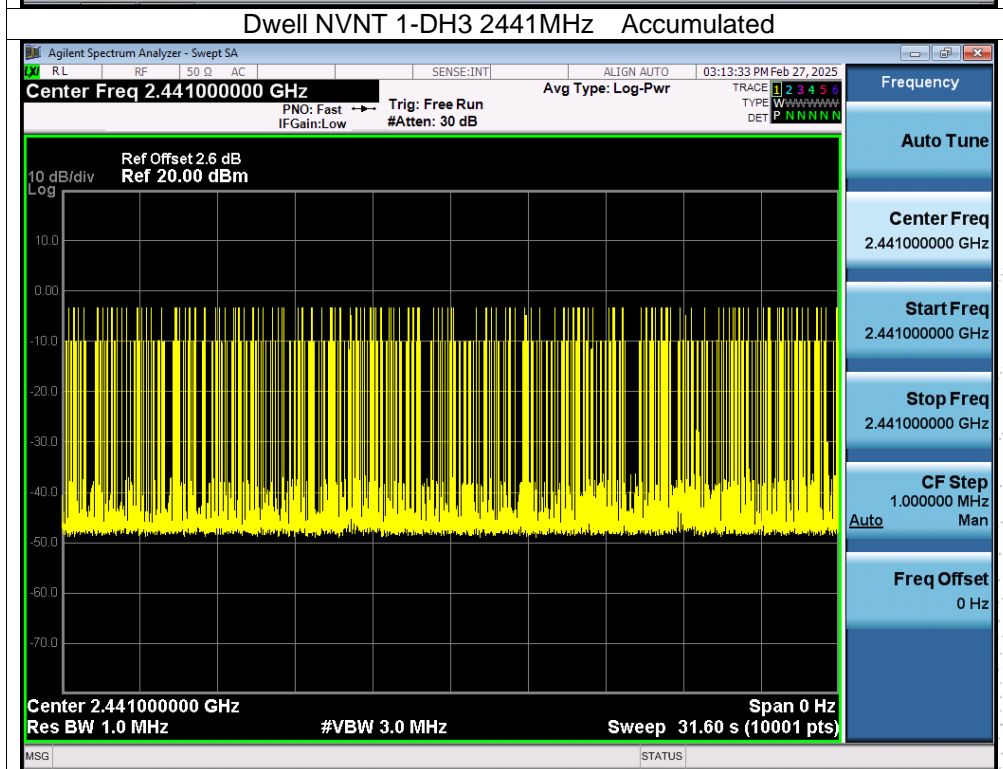 Dwell NVNT 1-DH3 2441MHz    Accumulated
Agilent Spectrum Analyzer - Swept SA
LXI RL RF 50 Ω AC SENSE:INT ALIGN AUTO 03:13:33 PM Feb 27, 2025
Center Freq 2.441000000 GHz
PNO: Fast
IFGain:Low
Trig: Free Run
#Atten: 30 dB
Avg Type: Log-Pwr
TRACE 1 2 3 4 5 6
TYPE WWWWWWW
DET P N N N N N
Ref Offset 2.6 dB
10 dB/div Ref 20.00 dBm
Log
10.0
0.00
-10.0
-20.0
-30.0
-40.0
-50.0
-60.0
-70.0
Center 2.441000000 GHz Span 0 Hz
Res BW 1.0 MHz #VBW 3.0 MHz Sweep 31.60 s (10001 pts)
MSG STATUS
Frequency
Auto Tune
Center Freq
2.441000000 GHz
Start Freq
2.441000000 GHz
Stop Freq
2.441000000 GHz
CF Step
1.000000 MHz
Auto Man
Freq Offset
0 Hz